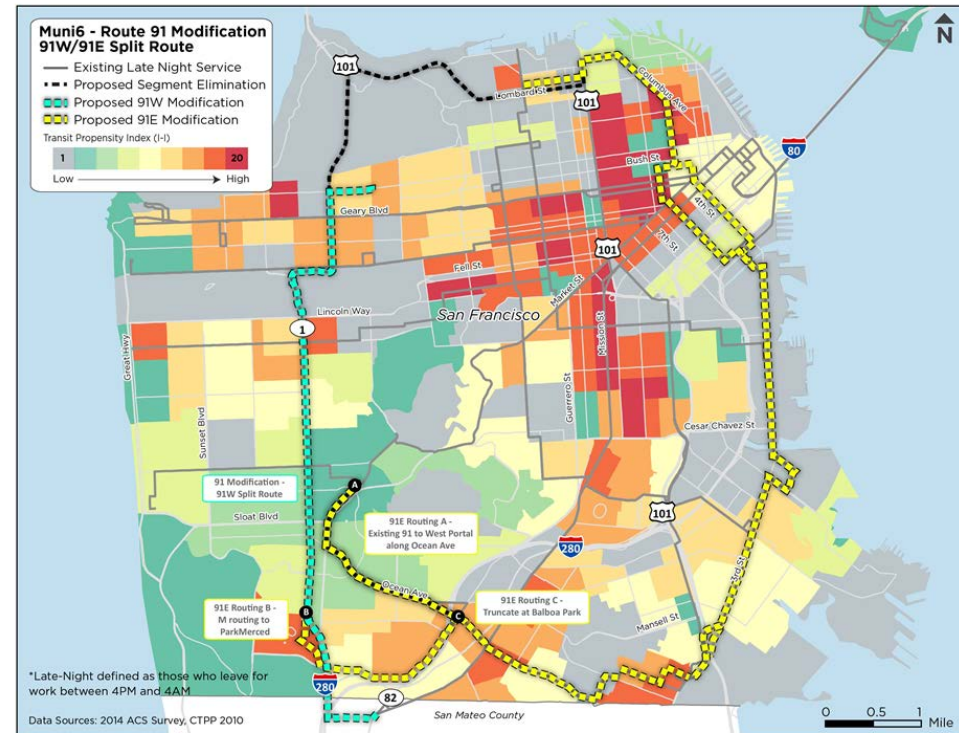 Muni6 - Route 91 Modification
91W/91E Split Route
Existing Late Night Service
Proposed Segment Elimination
Proposed 91W Modification
Proposed 91E Modification
Transit Propensity Index (I-I)
1
20
Low
High
N
101
Lombard St
101
Columbus Ave
80
Bush St
4th St
Geary Blvd
7th St
101
Fell St
Market St
Lincoln Way
San Francisco
1
Great Hwy
Mission St
Guerrero St
Sunset Blvd
Cesar Chavez St
91 Modification -
91W Split Route
A
Sloat Blvd
91E Routing A -
Existing 91 to West Portal
along Ocean Ave
101
280
Ocean Ave
91E Routing C -
Truncate at Balboa Park
3rd St
91E Routing B -
M routing to
ParkMerced
B
C
Mansell St
*Late-Night defined as those who leave for
work between 4PM and 4AM
280
82
Data Sources: 2014 ACS Survey, CTPP 2010
San Mateo County
0 0.5 1
Mile